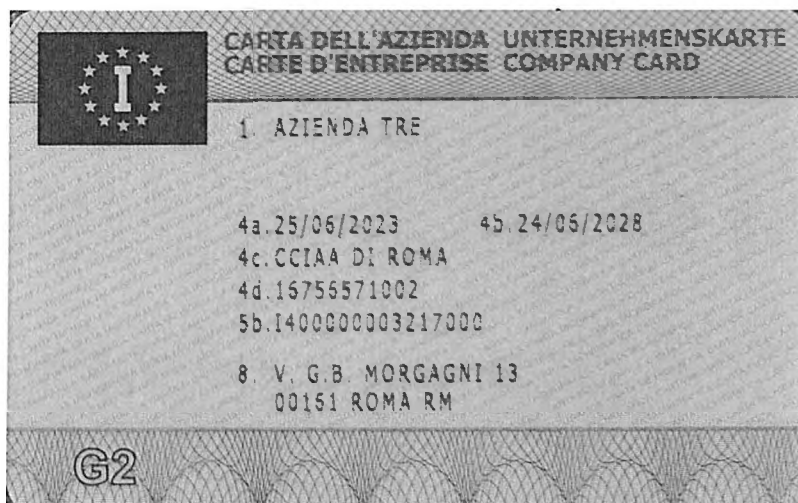 CARTA DELL'AZIENDA UNTERNEHMENSKARTE
CARTE D'ENTREPRISE COMPANY CARD
I
1. AZIENDA TRE
4a.25/06/2023 4b.24/06/2028
4c.CCIAA DI ROMA
4d.16756571002
5b.I400000003217000
8. V. G.B. MORGAGNI 13
00161 ROMA RM
G2